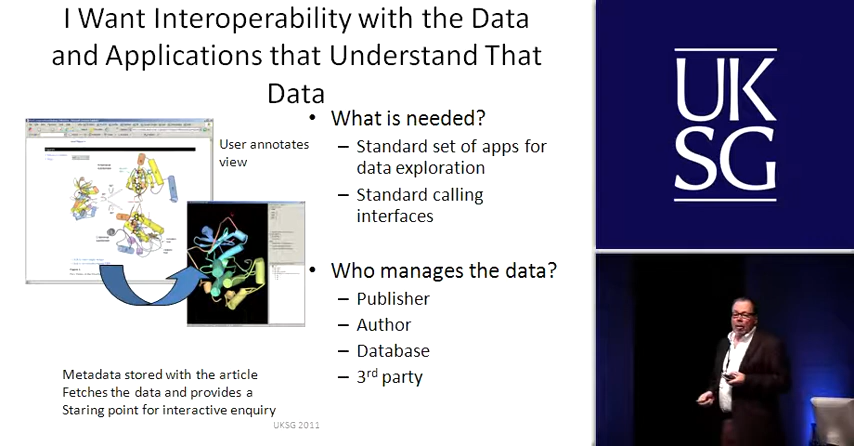 I Want Interoperability with the Data
and Applications that Understand That
Data
User annotates
view
• What is needed?
– Standard set of apps for
data exploration
– Standard calling
interfaces
• Who manages the data?
– Publisher
– Author
– Database
– 3rd party
Metadata stored with the article
Fetches the data and provides a
Staring point for interactive enquiry
UKSG 2011
UK
SG